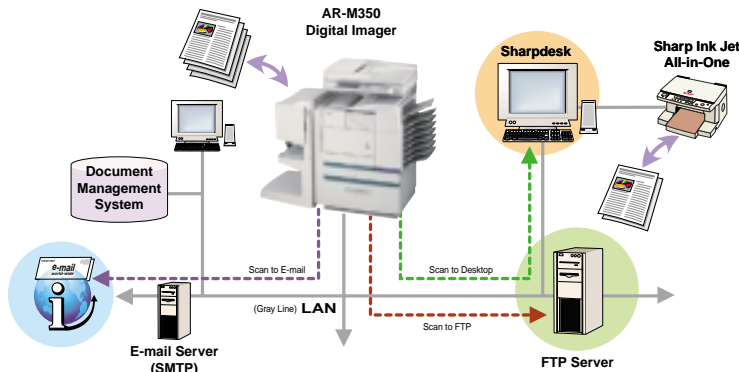 AR-M350
Digital Imager
Sharpdesk
Sharp Ink Jet
All-in-One
Document
Management
System
e-mail
Scan to E-mail
Scan to Desktop
(Gray Line) LAN
Scan to FTP
E-mail Server
(SMTP)
FTP Server